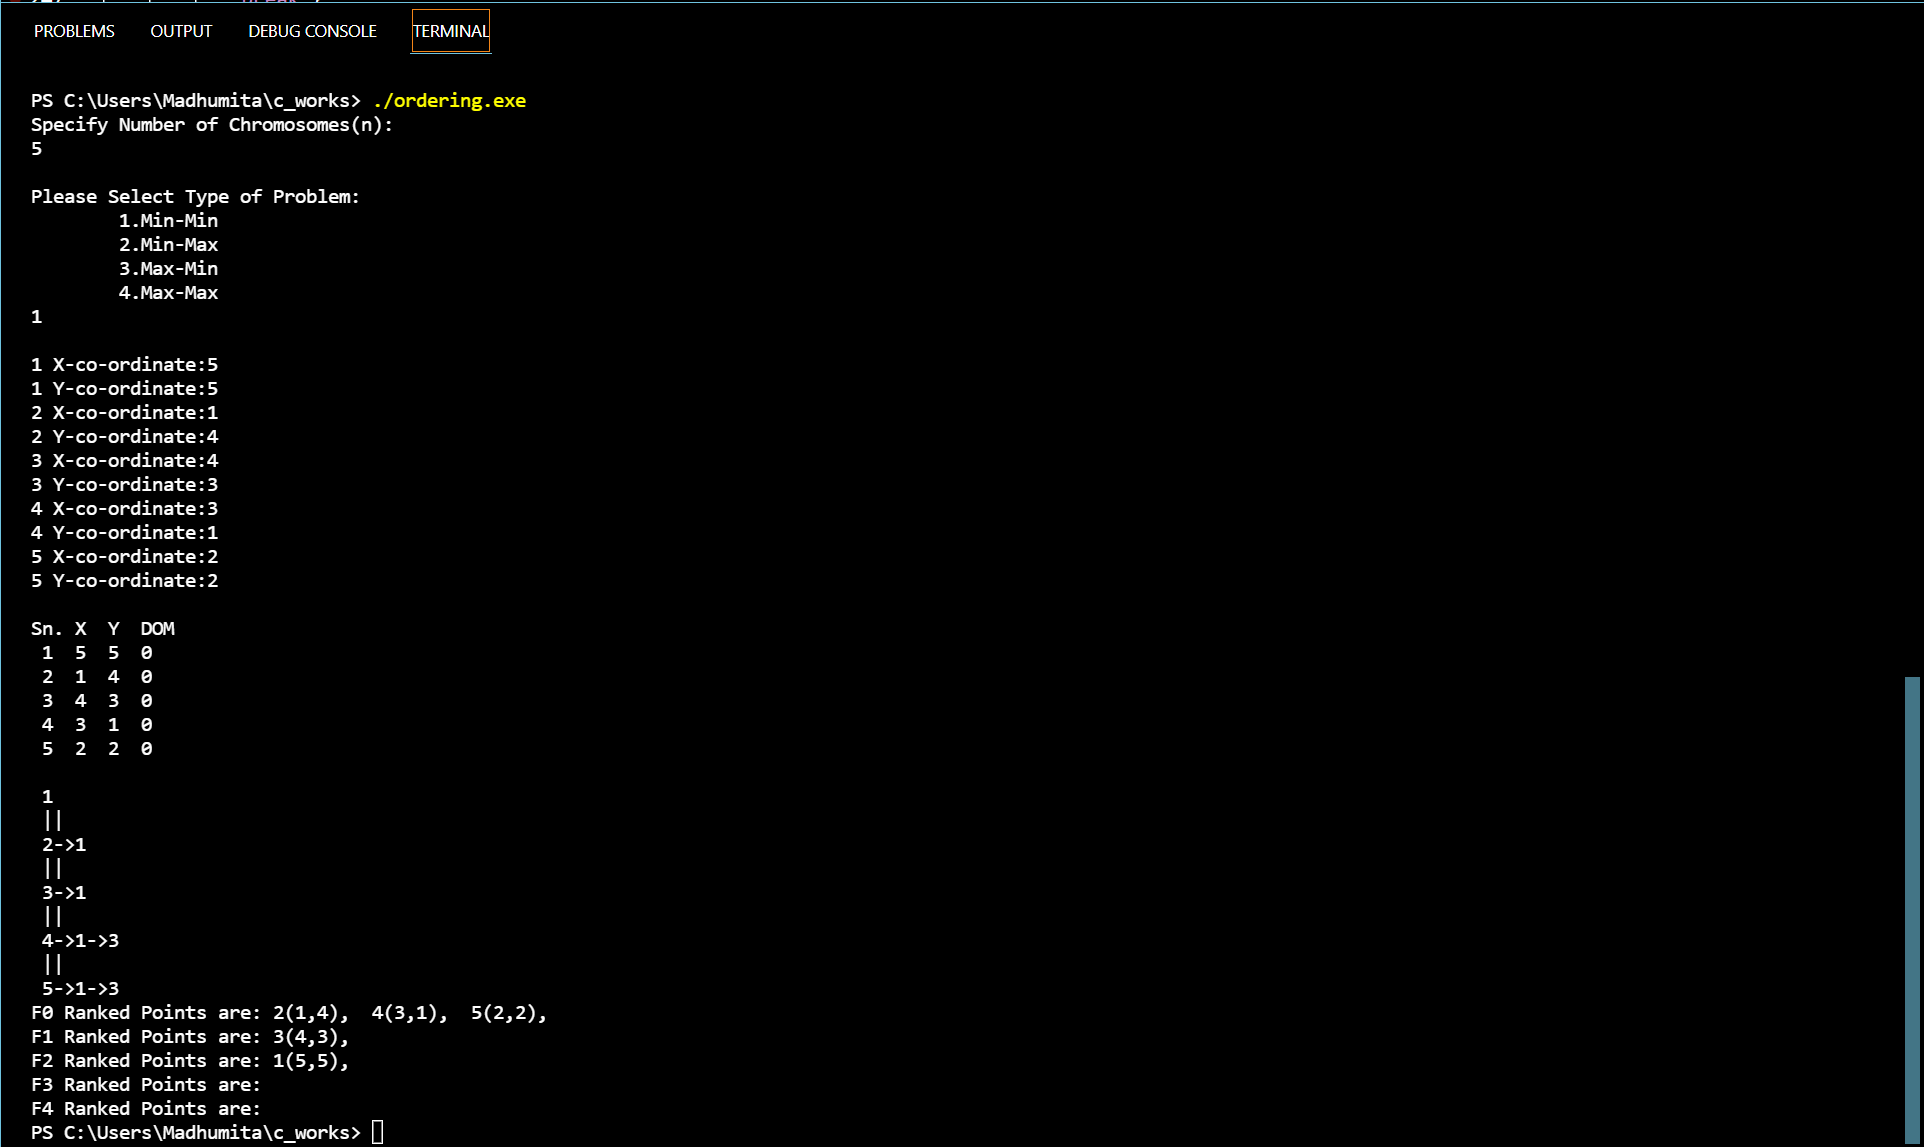 PROBLEMS OUTPUT DEBUG CONSOLE TERMINAL
PS C:\Users\Madhumita\c_works> ./ordering.exe
Specify Number of Chromosomes(n):
5
Please Select Type of Problem:
1.Min-Min
2.Min-Max
3.Max-Min
4.Max-Max
1
1 X-co-ordinate:5
1 Y-co-ordinate:5
2 X-co-ordinate:1
2 Y-co-ordinate:4
3 X-co-ordinate:4
3 Y-co-ordinate:3
4 X-co-ordinate:3
4 Y-co-ordinate:1
5 X-co-ordinate:2
5 Y-co-ordinate:2
Sn. X Y DOM
1 5 5 0
2 1 4 0
3 4 3 0
4 3 1 0
5 2 2 0
1
||
2->1
||
3->1
||
4->1->3
||
5->1->3
F0 Ranked Points are: 2(1,4), 4(3,1), 5(2,2),
F1 Ranked Points are: 3(4,3),
F2 Ranked Points are: 1(5,5),
F3 Ranked Points are:
F4 Ranked Points are:
PS C:\Users\Madhumita\c_works>